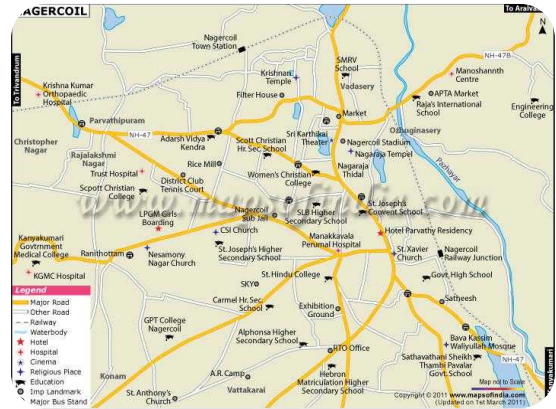 AGERCOIL
To Aralva
N
Nagercoil
Town Station
SMRV
School
NH-47B
Manoshannth
Centre
To Trivandrum
Krishnan
Temple
Vadasery
Krishna Kumar
Orthopaedic
Hospital
Filter House
APTA Market
Raja's International
School
Engineering
College
Market
Parvathipuram
NH-47
Adarsh Vidya
Kendra
Scott Christian
Hr. Sec. School
Sri Karthikai
Theater
Nagercoil Stadium
Ozhuginasery
Christopher
Nagar
Rajalakshmi
Nagar
Nagaraja Tempel
Rice Mill
Nagaraja
Thidal
Pazhayar
Trust Hospital
District Club
Tennis Court
Women's Christian
College
Scpott Christian
College
www.mapsofindia.com
LPGM Girls
Boarding
Nagercoil
Sub Jail
SLB Higher
Secondary School
St. Joseph's
Coovent School
CSI Church
Manakkavala
Perumal Hospital
Hotel Parvathy Residency
Kanyakumari
Govtrnment
Medical College
Ranithottam
Nesamony
Nagar Church
St. Joseph's Higher
Secondary School
St. Xavier
Church
Nagercoil
Railway Junction
KGMC Hospital
St. Hindu College
Govt. High School
SKY
Legend
Major Road
Other Road
Railway
Waterbody
Hotel
Hospital
Cinema
Religious Place
Education
Imp Landmark
Major Bus Stand
Carmel Hr. Sec.
School
Exhibition
Ground
Satheesh
GPT College
Nagercoil
Alphonsa Higher
Secondary School
Bava Kassim
Waliyullah Mosque
RTO Office
Sathavathani Sheikh
Thambi Pavalar
Govt. School
NH-47
Konam
A.R. Camp
Vattakarai
Hebron
Matriculation Higher
Secondary School
Map not to Scale
St. Anthony's
Church
Copyright © 2011 www.mapsofindia.com
(Updated on 1st March 2011)